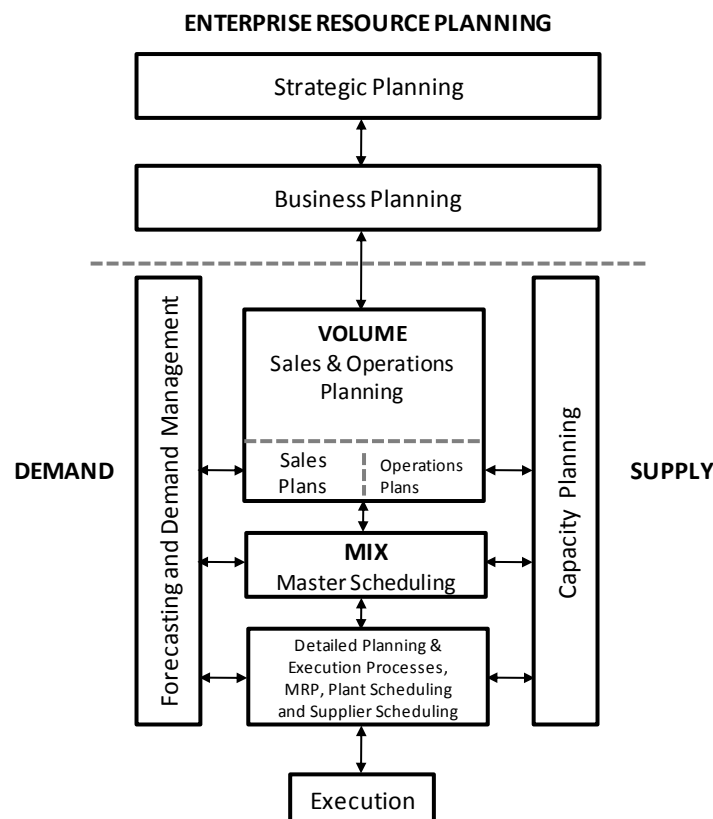 ENTERPRISE RESOURCE PLANNING
Strategic Planning
Business Planning
Forecasting and Demand Management
VOLUME
Sales & Operations
Planning
Sales
Plans
Operations
Plans
Capacity Planning
DEMAND
SUPPLY
MIX
Master Scheduling
Detailed Planning &
Execution Processes,
MRP, Plant Scheduling
and Supplier Scheduling
Execution